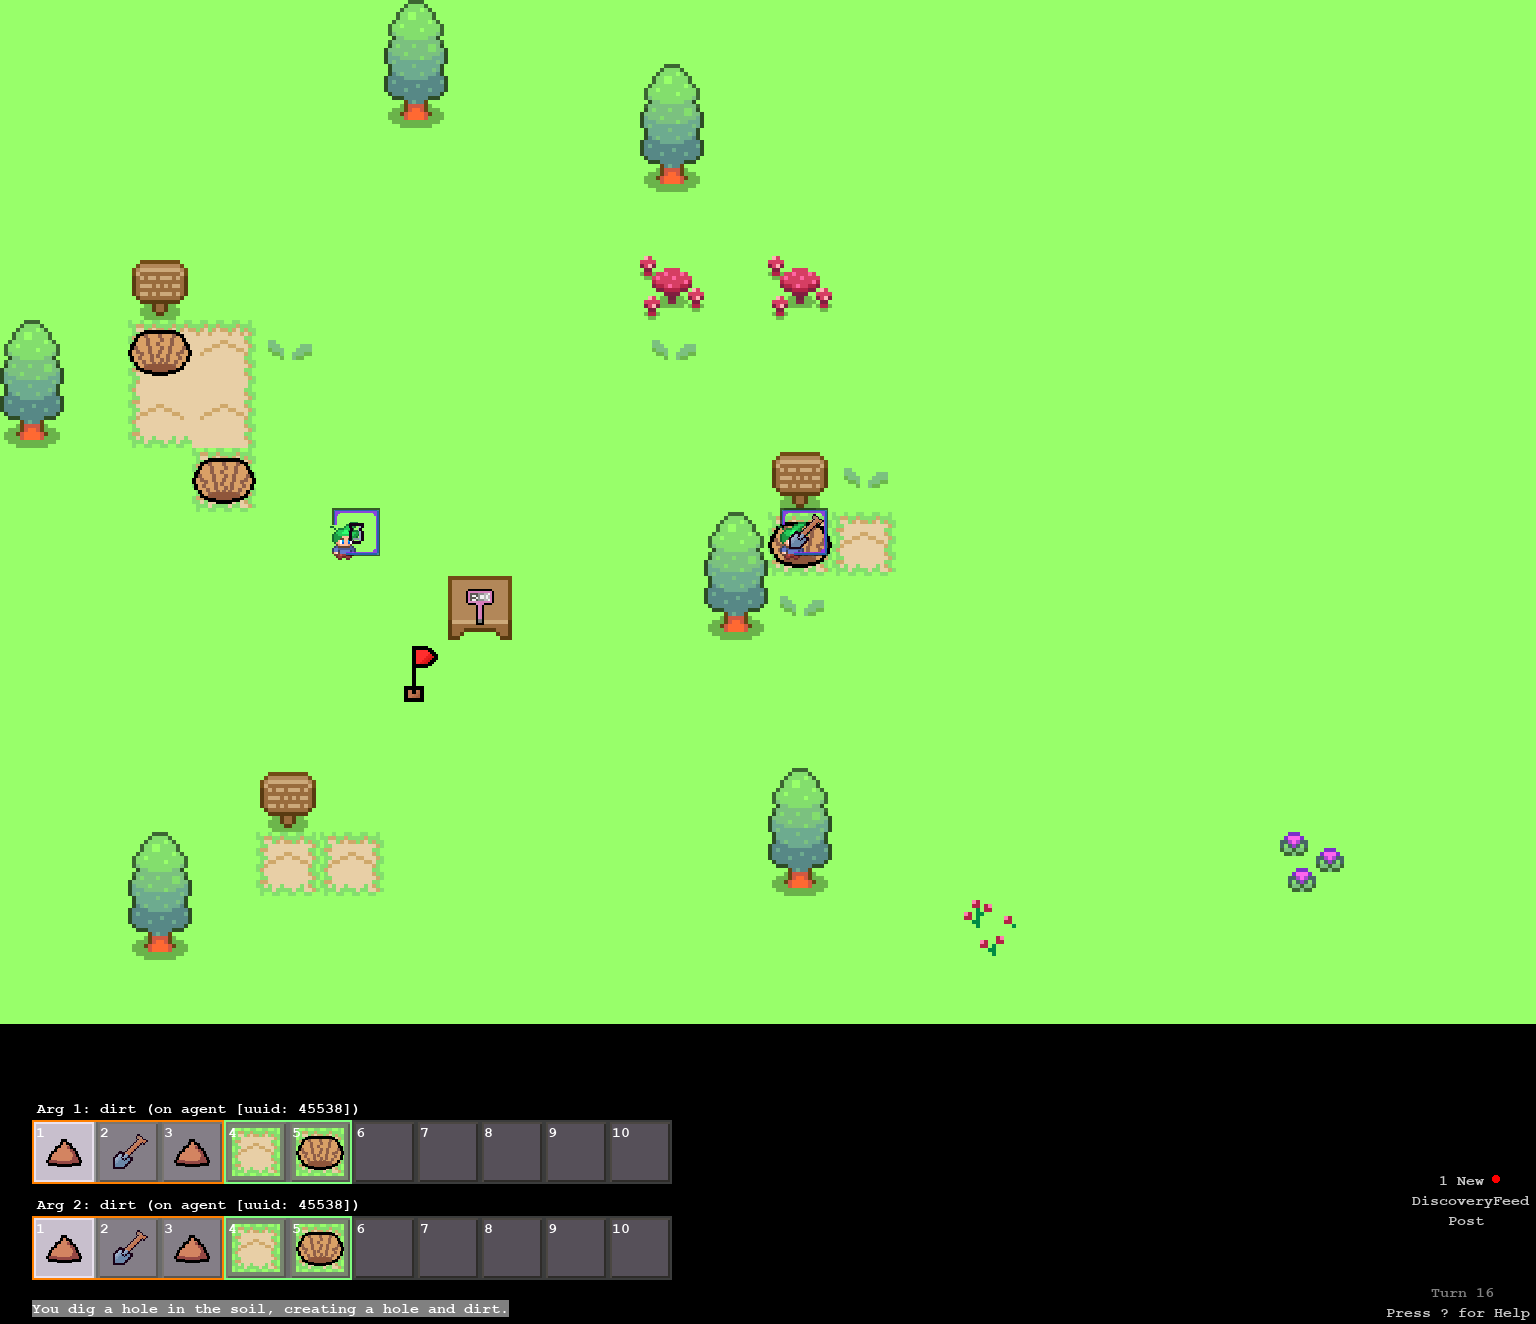 Arg 1: dirt (on agent [uuid: 45538])
1 2 3 4 5 6 7 8 9 10
Arg 2: dirt (on agent [uuid: 45538])
1 2 3 4 5 6 7 8 9 10
You dig a hole in the soil, creating a hole and dirt.
1 New
DiscoveryFeed
Post
Turn 16
Press ? for Help